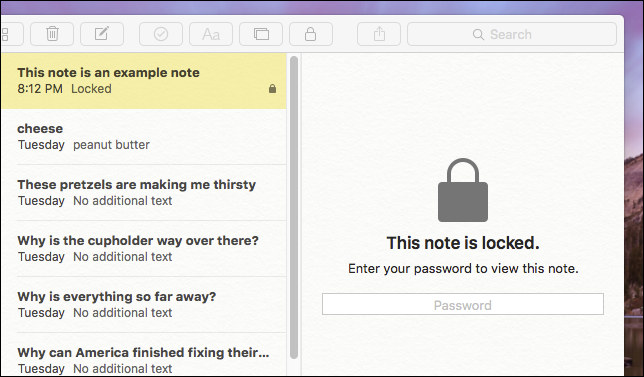 Aa
Search
This note is an example note
8:12 PM Locked
cheese
Tuesday peanut butter
These pretzels are making me thirsty
Tuesday No additional text
Why is the cupholder way over there?
Tuesday No additional text
Why is everything so far away?
Tuesday No additional text
Why can America finished fixing their...
Tuesday No additional text
This note is locked.
Enter your password to view this note.
Password